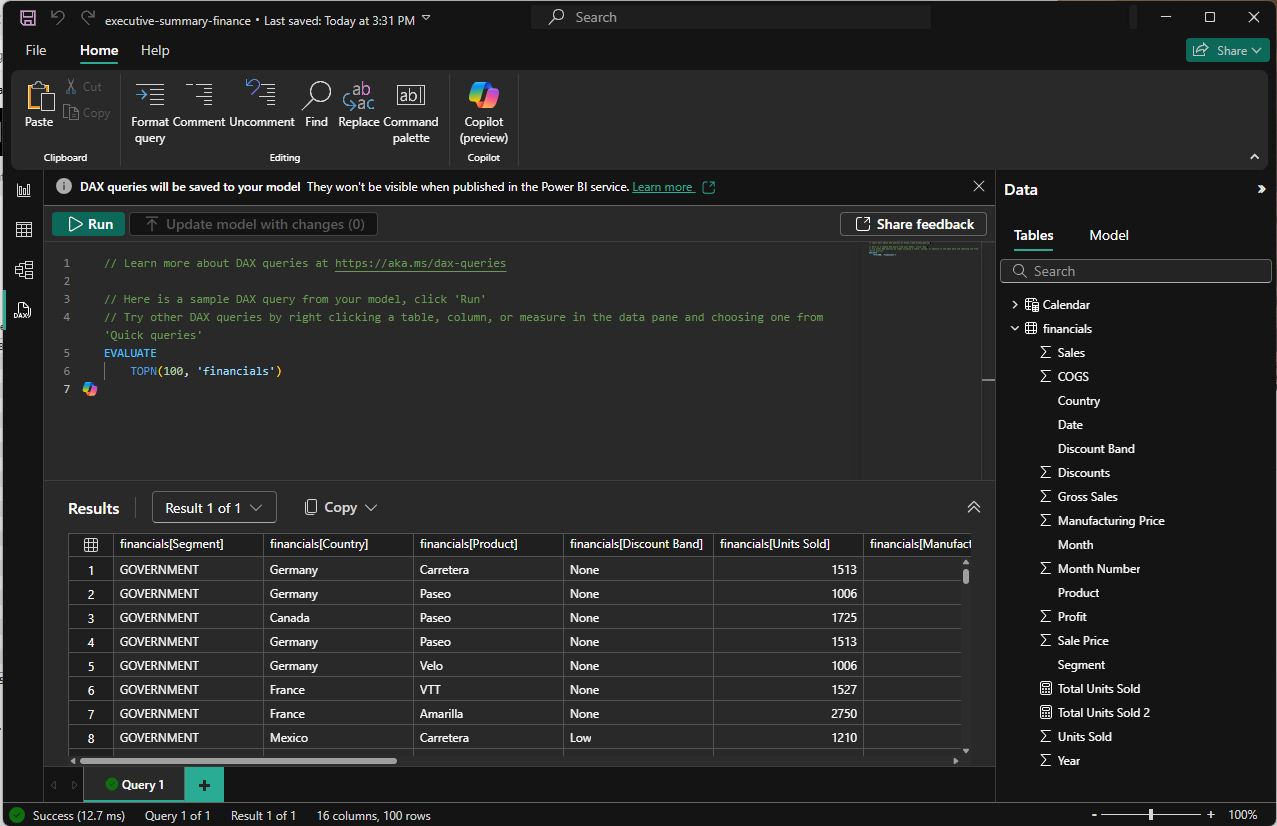 executive-summary-finance • Last saved: Today at 3:31 PM
Search
File Home Help
Share
Paste
Cut
Copy
Clipboard
Format query
Comment
Uncomment
Find
Replace
Command palette
Editing
Copilot (preview)
Copilot
DAX queries will be saved to your model They won't be visible when published in the Power BI service. Learn more
Run
Update model with changes (0)
Share feedback
1 // Learn more about DAX queries at https://aka.ms/dax-queries
2
3 // Here is a sample DAX query from your model, click 'Run'
4 // Try other DAX queries by right clicking a table, column, or measure in the data pane and choosing one from
'Quick queries'
5 EVALUATE
6 TOPN(100, 'financials')
7
Results
Result 1 of 1
Copy
financials[Segment] financials[Country] financials[Product] financials[Discount Band] financials[Units Sold] financials[Manufact
1 GOVERNMENT Germany Carretera None 1513
2 GOVERNMENT Germany Paseo None 1006
3 GOVERNMENT Canada Paseo None 1725
4 GOVERNMENT Germany Paseo None 1513
5 GOVERNMENT Germany Velo None 1006
6 GOVERNMENT France VTT None 1527
7 GOVERNMENT France Amarilla None 2750
8 GOVERNMENT Mexico Carretera Low 1210
Query 1
+
Data
Tables Model
Search
Calendar
financials
Sales
COGS
Country
Date
Discount Band
Discounts
Gross Sales
Manufacturing Price
Month
Month Number
Product
Profit
Sale Price
Segment
Total Units Sold
Total Units Sold 2
Units Sold
Year
Success (12.7 ms) Query 1 of 1 Result 1 of 1 16 columns, 100 rows
- + 100%